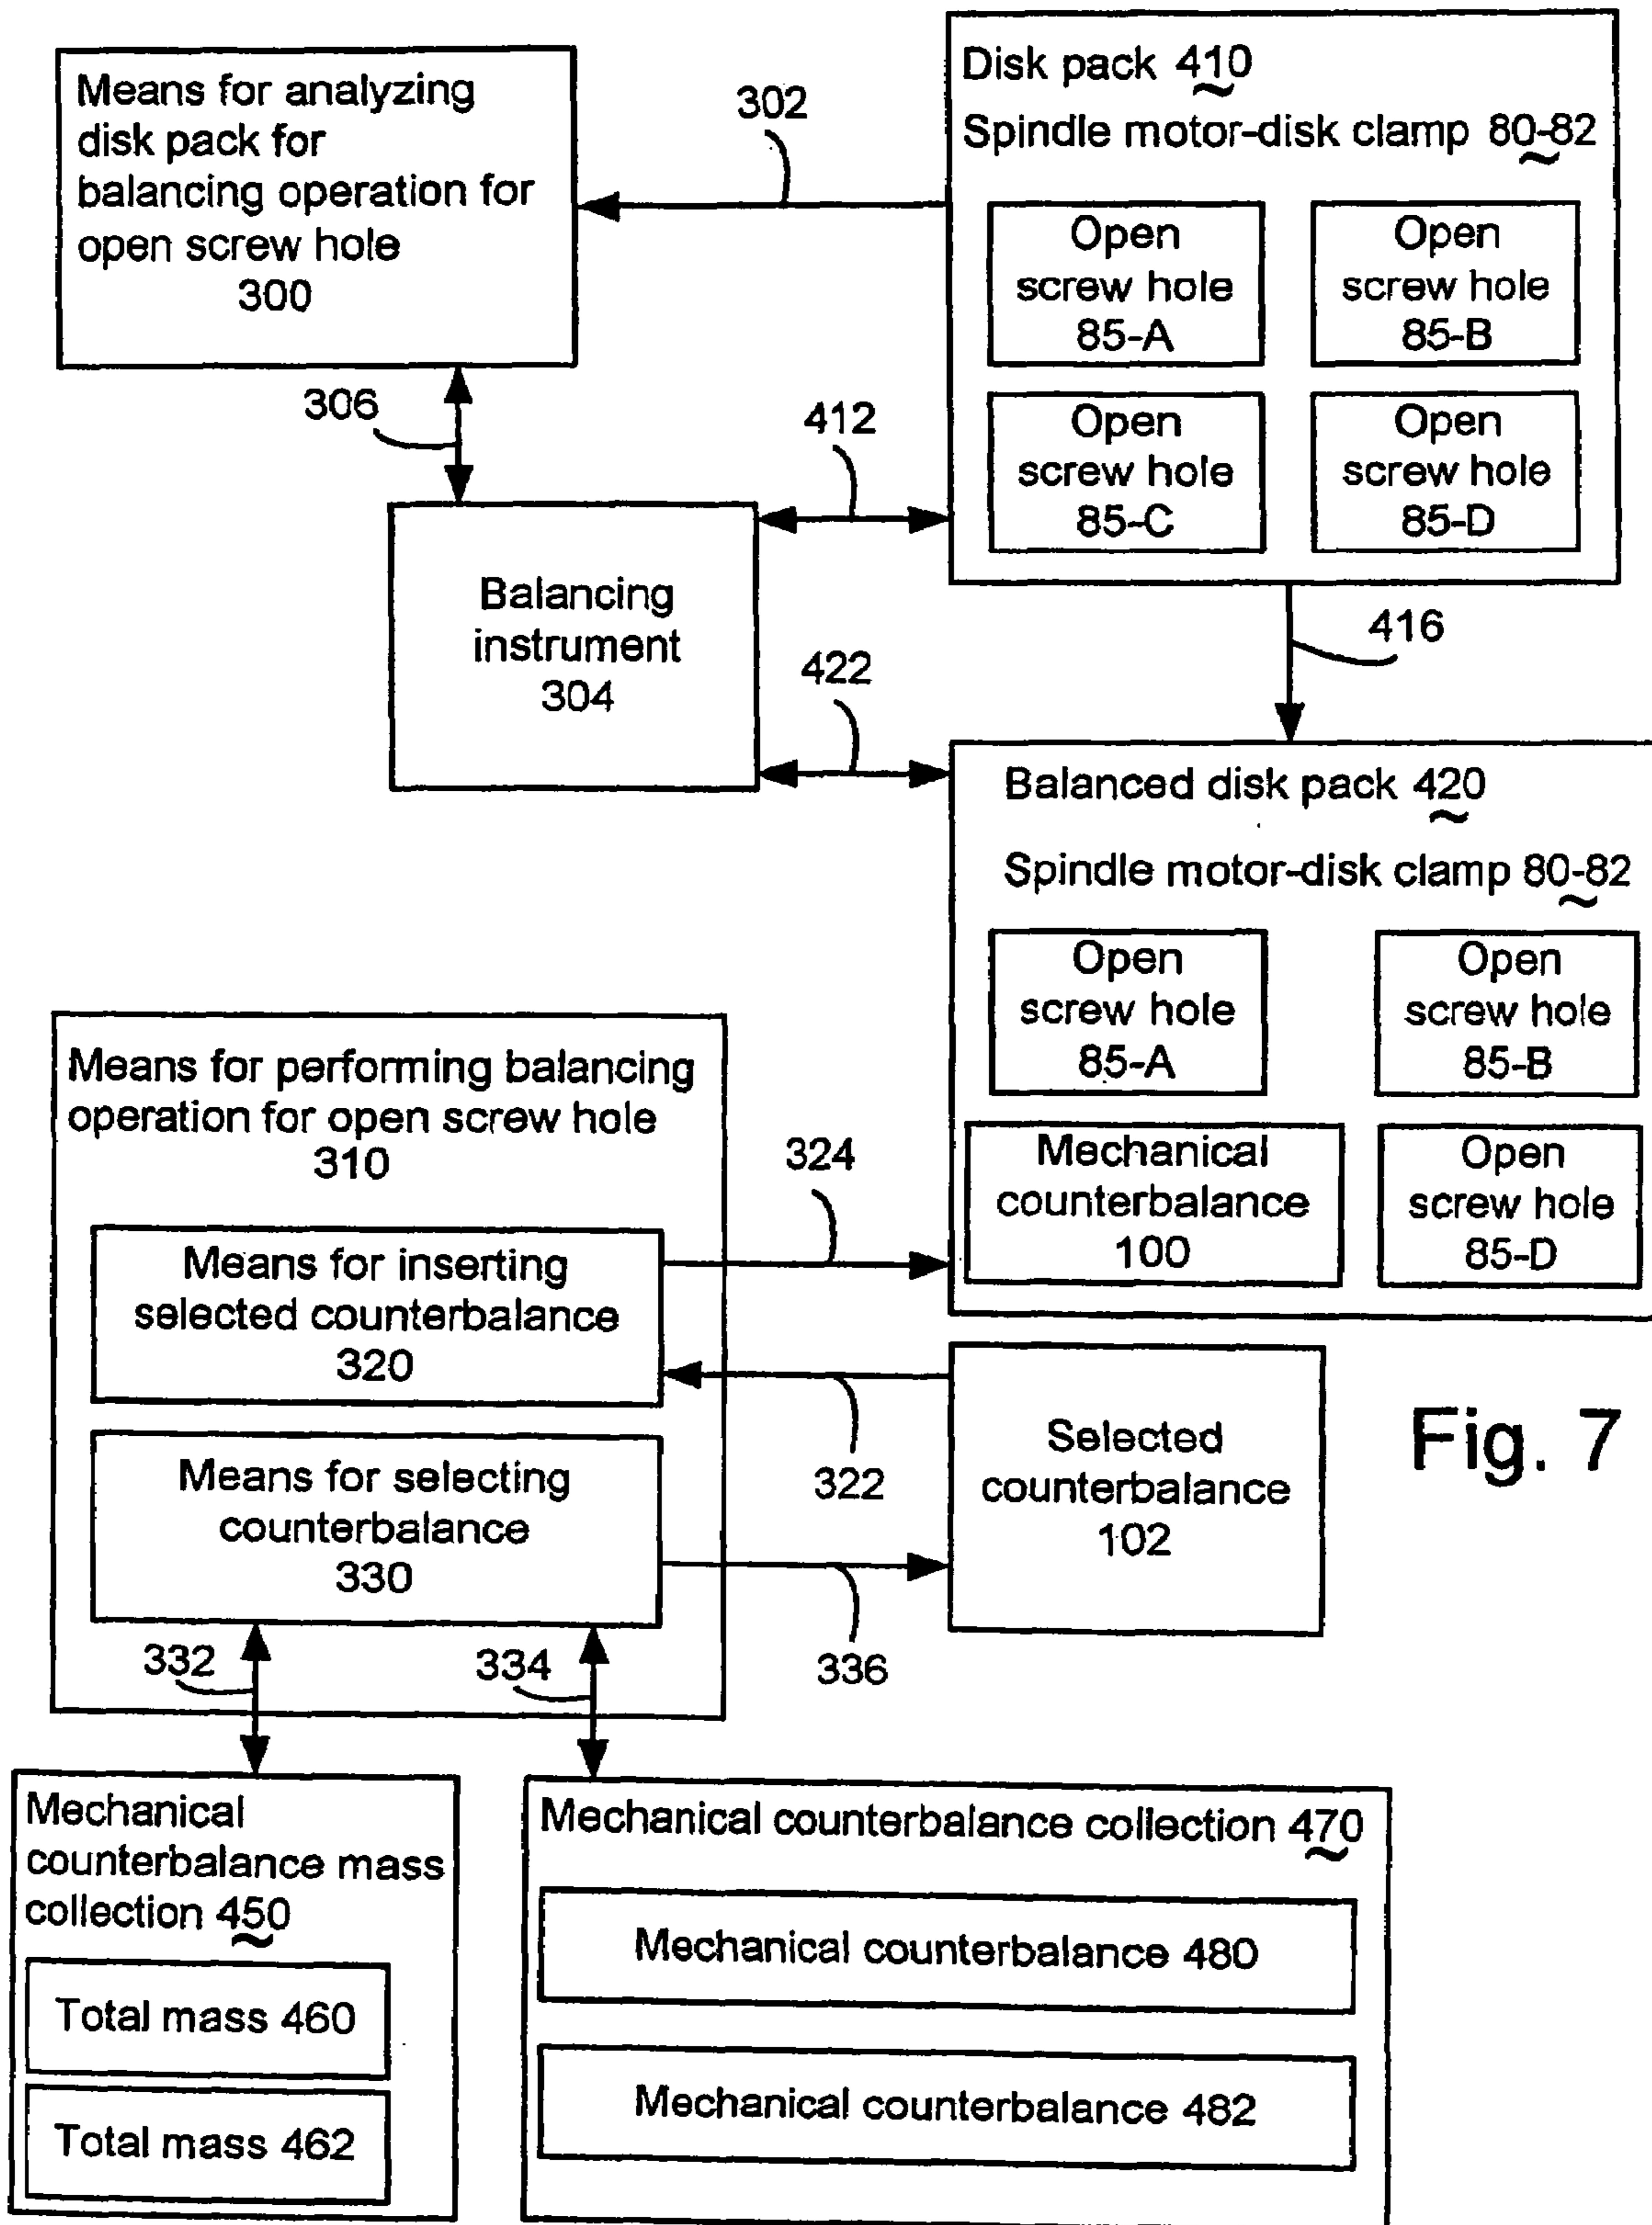 Means for analyzing
disk pack for
balancing operation for
open screw hole
300
302
Disk pack 410
Spindle motor-disk clamp 80-82
Open
screw hole
85-A
Open
screw hole
85-B
Open
screw hole
85-C
Open
screw hole
85-D
306
412
Balancing
instrument
304
416
422
Balanced disk pack 420
Spindle motor-disk clamp 80-82
Open
screw hole
85-A
Open
screw hole
85-B
Mechanical
counterbalance
100
Open
screw hole
85-D
Means for performing balancing
operation for open screw hole
310
324
Means for inserting
selected counterbalance
320
322
Means for selecting
counterbalance
330
336
Selected
counterbalance
102
Fig. 7
332
334
Mechanical
counterbalance mass
collection 450
Total mass 460
Total mass 462
Mechanical counterbalance collection 470
Mechanical counterbalance 480
Mechanical counterbalance 482